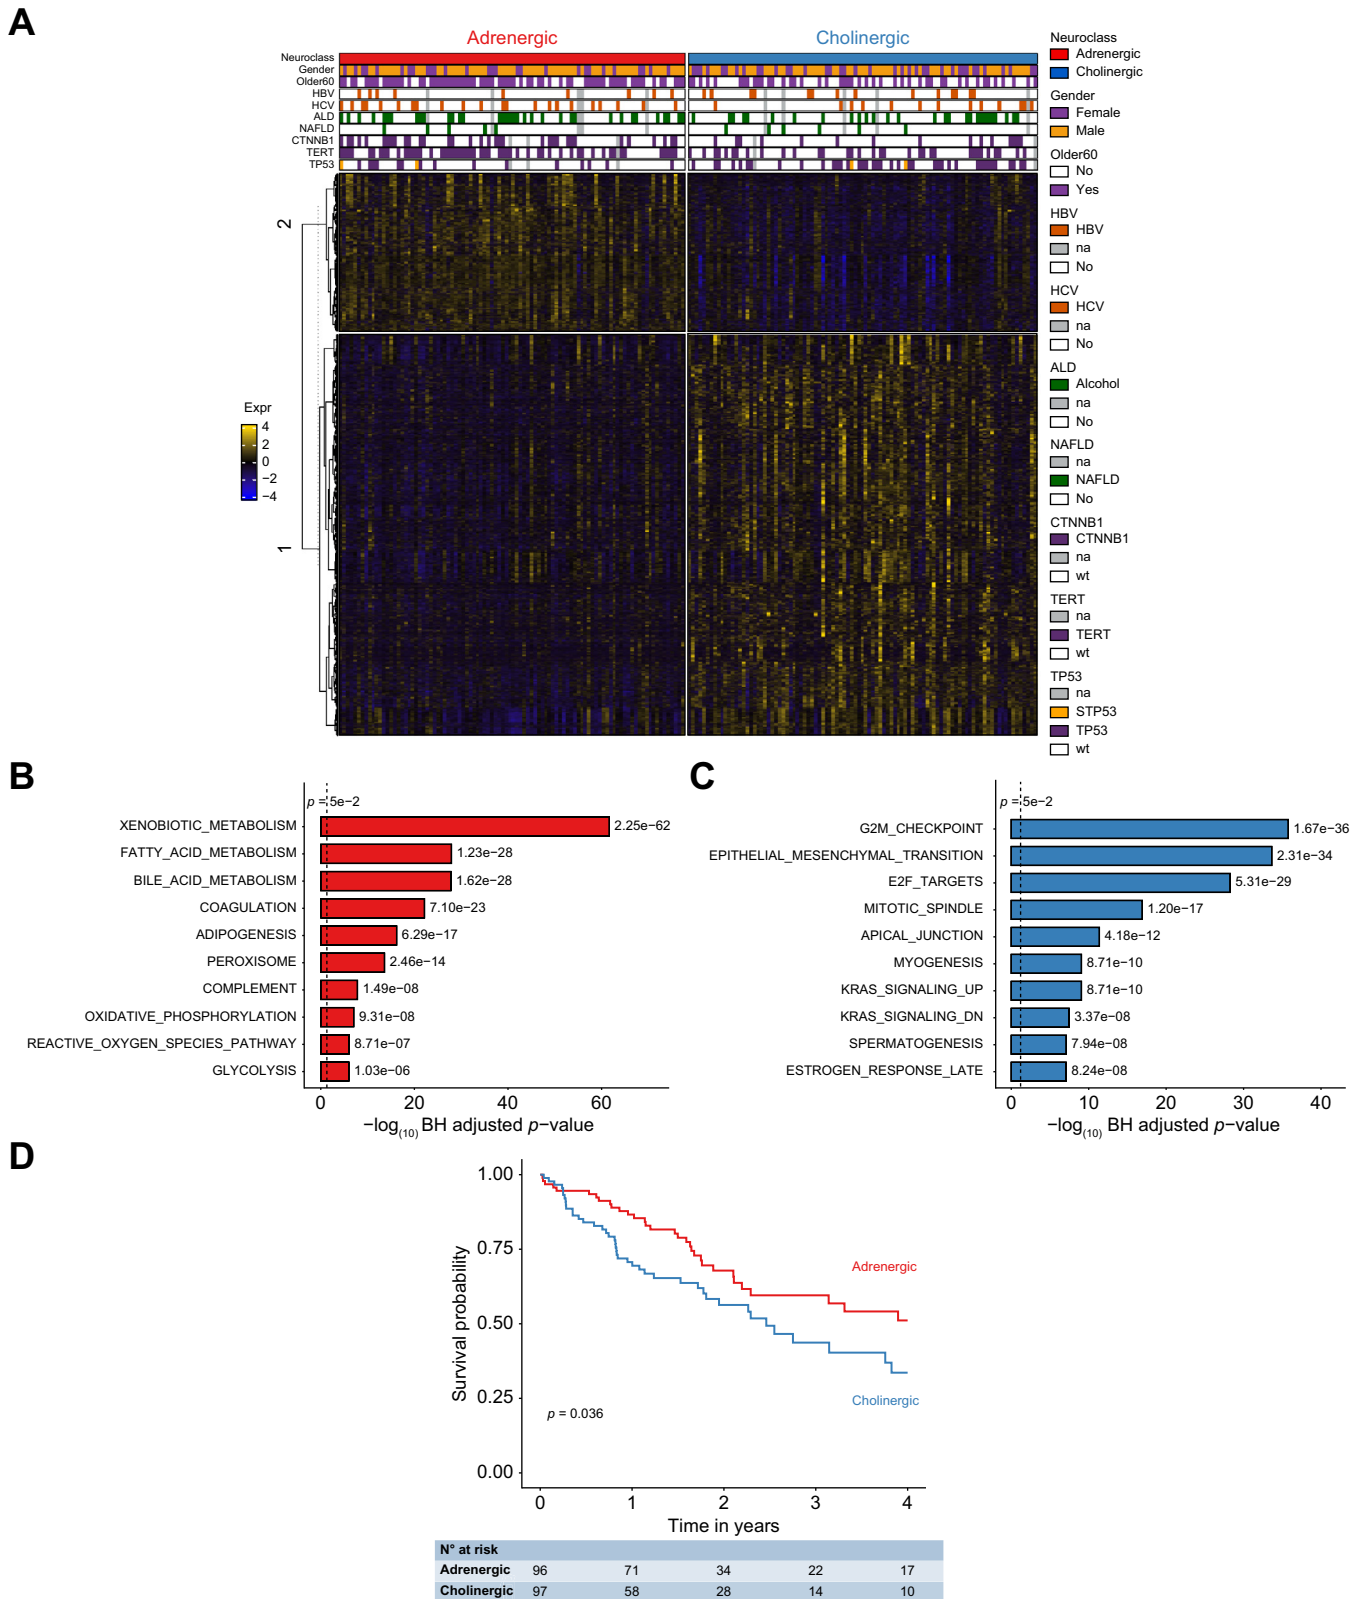 A
Adrenergic
Cholinergic
Neuroclass
Gender
Older60
HBV
HCV
ALD
NAFLD
CTNNB1
TERT
TP53
2
1
Expr
4
2
0
−2
−4
Neuroclass
Adrenergic
Cholinergic
Gender
Female
Male
Older60
No
Yes
HBV
HBV
na
No
HCV
HCV
na
No
ALD
Alcohol
na
No
NAFLD
na
NAFLD
No
CTNNB1
CTNNB1
na
wt
TERT
na
TERT
wt
TP53
na
STP53
TP53
wt
B
p = 5e−2
XENOBIOTIC_METABOLISM 2.25e−62
FATTY_ACID_METABOLISM 1.23e−28
BILE_ACID_METABOLISM 1.62e−28
COAGULATION 7.10e−23
ADIPOGENESIS 6.29e−17
PEROXISOME 2.46e−14
COMPLEMENT 1.49e−08
OXIDATIVE_PHOSPHORYLATION 9.31e−08
REACTIVE_OXYGEN_SPECIES_PATHWAY 8.71e−07
GLYCOLYSIS 1.03e−06
0 20 40 60
−log(10) BH adjusted p−value
C
p = 5e−2
G2M_CHECKPOINT 1.67e−36
EPITHELIAL_MESENCHYMAL_TRANSITION 2.31e−34
E2F_TARGETS 5.31e−29
MITOTIC_SPINDLE 1.20e−17
APICAL_JUNCTION 4.18e−12
MYOGENESIS 8.71e−10
KRAS_SIGNALING_UP 8.71e−10
KRAS_SIGNALING_DN 3.37e−08
SPERMATOGENESIS 7.94e−08
ESTROGEN_RESPONSE_LATE 8.24e−08
0 10 20 30 40
−log(10) BH adjusted p−value
D
Survival probability
1.00
0.75
0.50
0.25
0.00
Adrenergic
Cholinergic
p = 0.036
0 1 2 3 4
Time in years
N° at risk
Adrenergic 96 71 34 22 17
Cholinergic 97 58 28 14 10